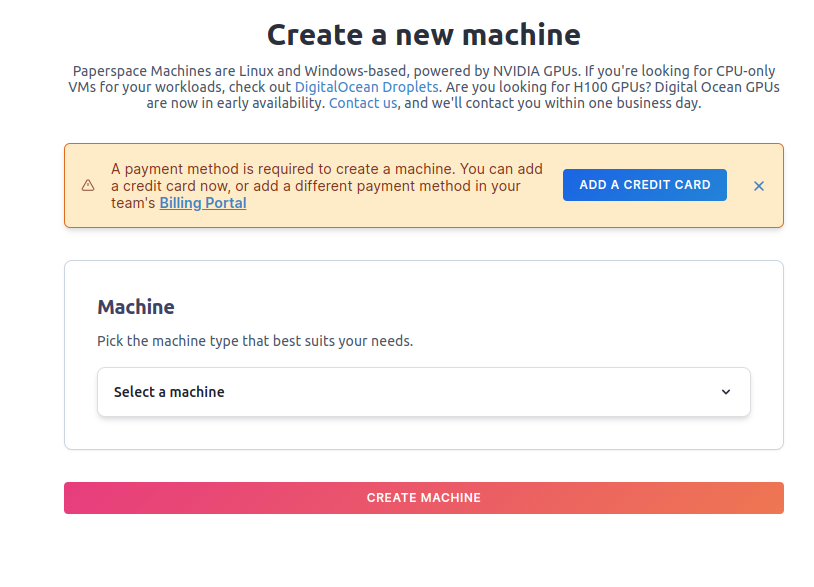 Create a new machine
Paperspace Machines are Linux and Windows-based, powered by NVIDIA GPUs. If you're looking for CPU-only
VMs for your workloads, check out DigitalOcean Droplets. Are you looking for H100 GPUs? Digital Ocean GPUs
are now in early availability. Contact us, and we'll contact you within one business day.
A payment method is required to create a machine. You can add
a credit card now, or add a different payment method in your
team's Billing Portal
ADD A CREDIT CARD
Machine
Pick the machine type that best suits your needs.
Select a machine
CREATE MACHINE